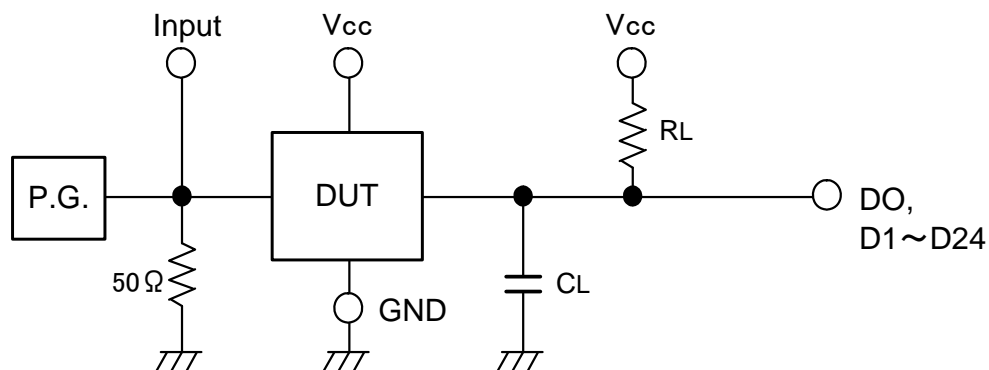 Input
Vcc
Vcc
RL
P.G.
DUT
DO,
D1～D24
50Ω
CL
GND